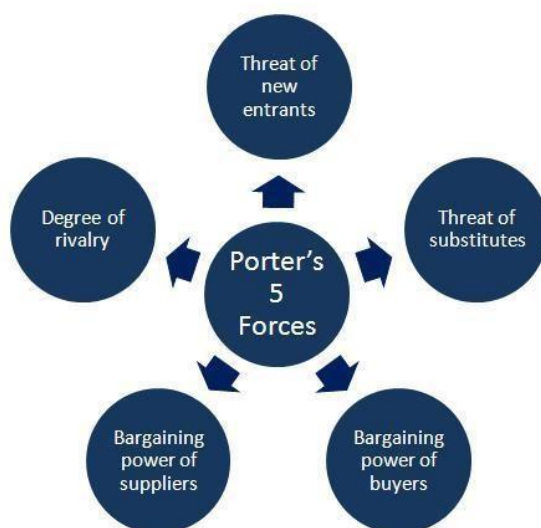 Threat of
new
entrants
Degree of
rivalry
Threat of
substitutes
Porter's
5
Forces
Bargaining
power of
suppliers
Bargaining
power of
buyers